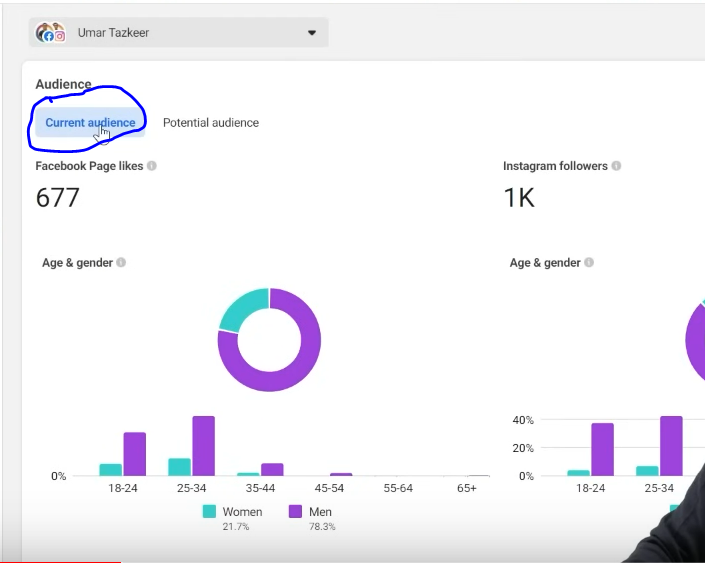 Umar Tazkeer
Audience
Current audience
Potential audience
Facebook Page likes
Instagram followers
677
1K
Age & gender
Age & gender
40%
20%
0%
0%
18-24
25-34
35-44
45-54
55-64
65+
18-24
25-34
Women
Men
21.7%
78.3%